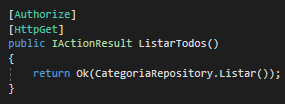 [Authorize]
[HttpGet]
public IActionResult ListarTodos()
{
return Ok(CategoriaRepository.Listar());
}